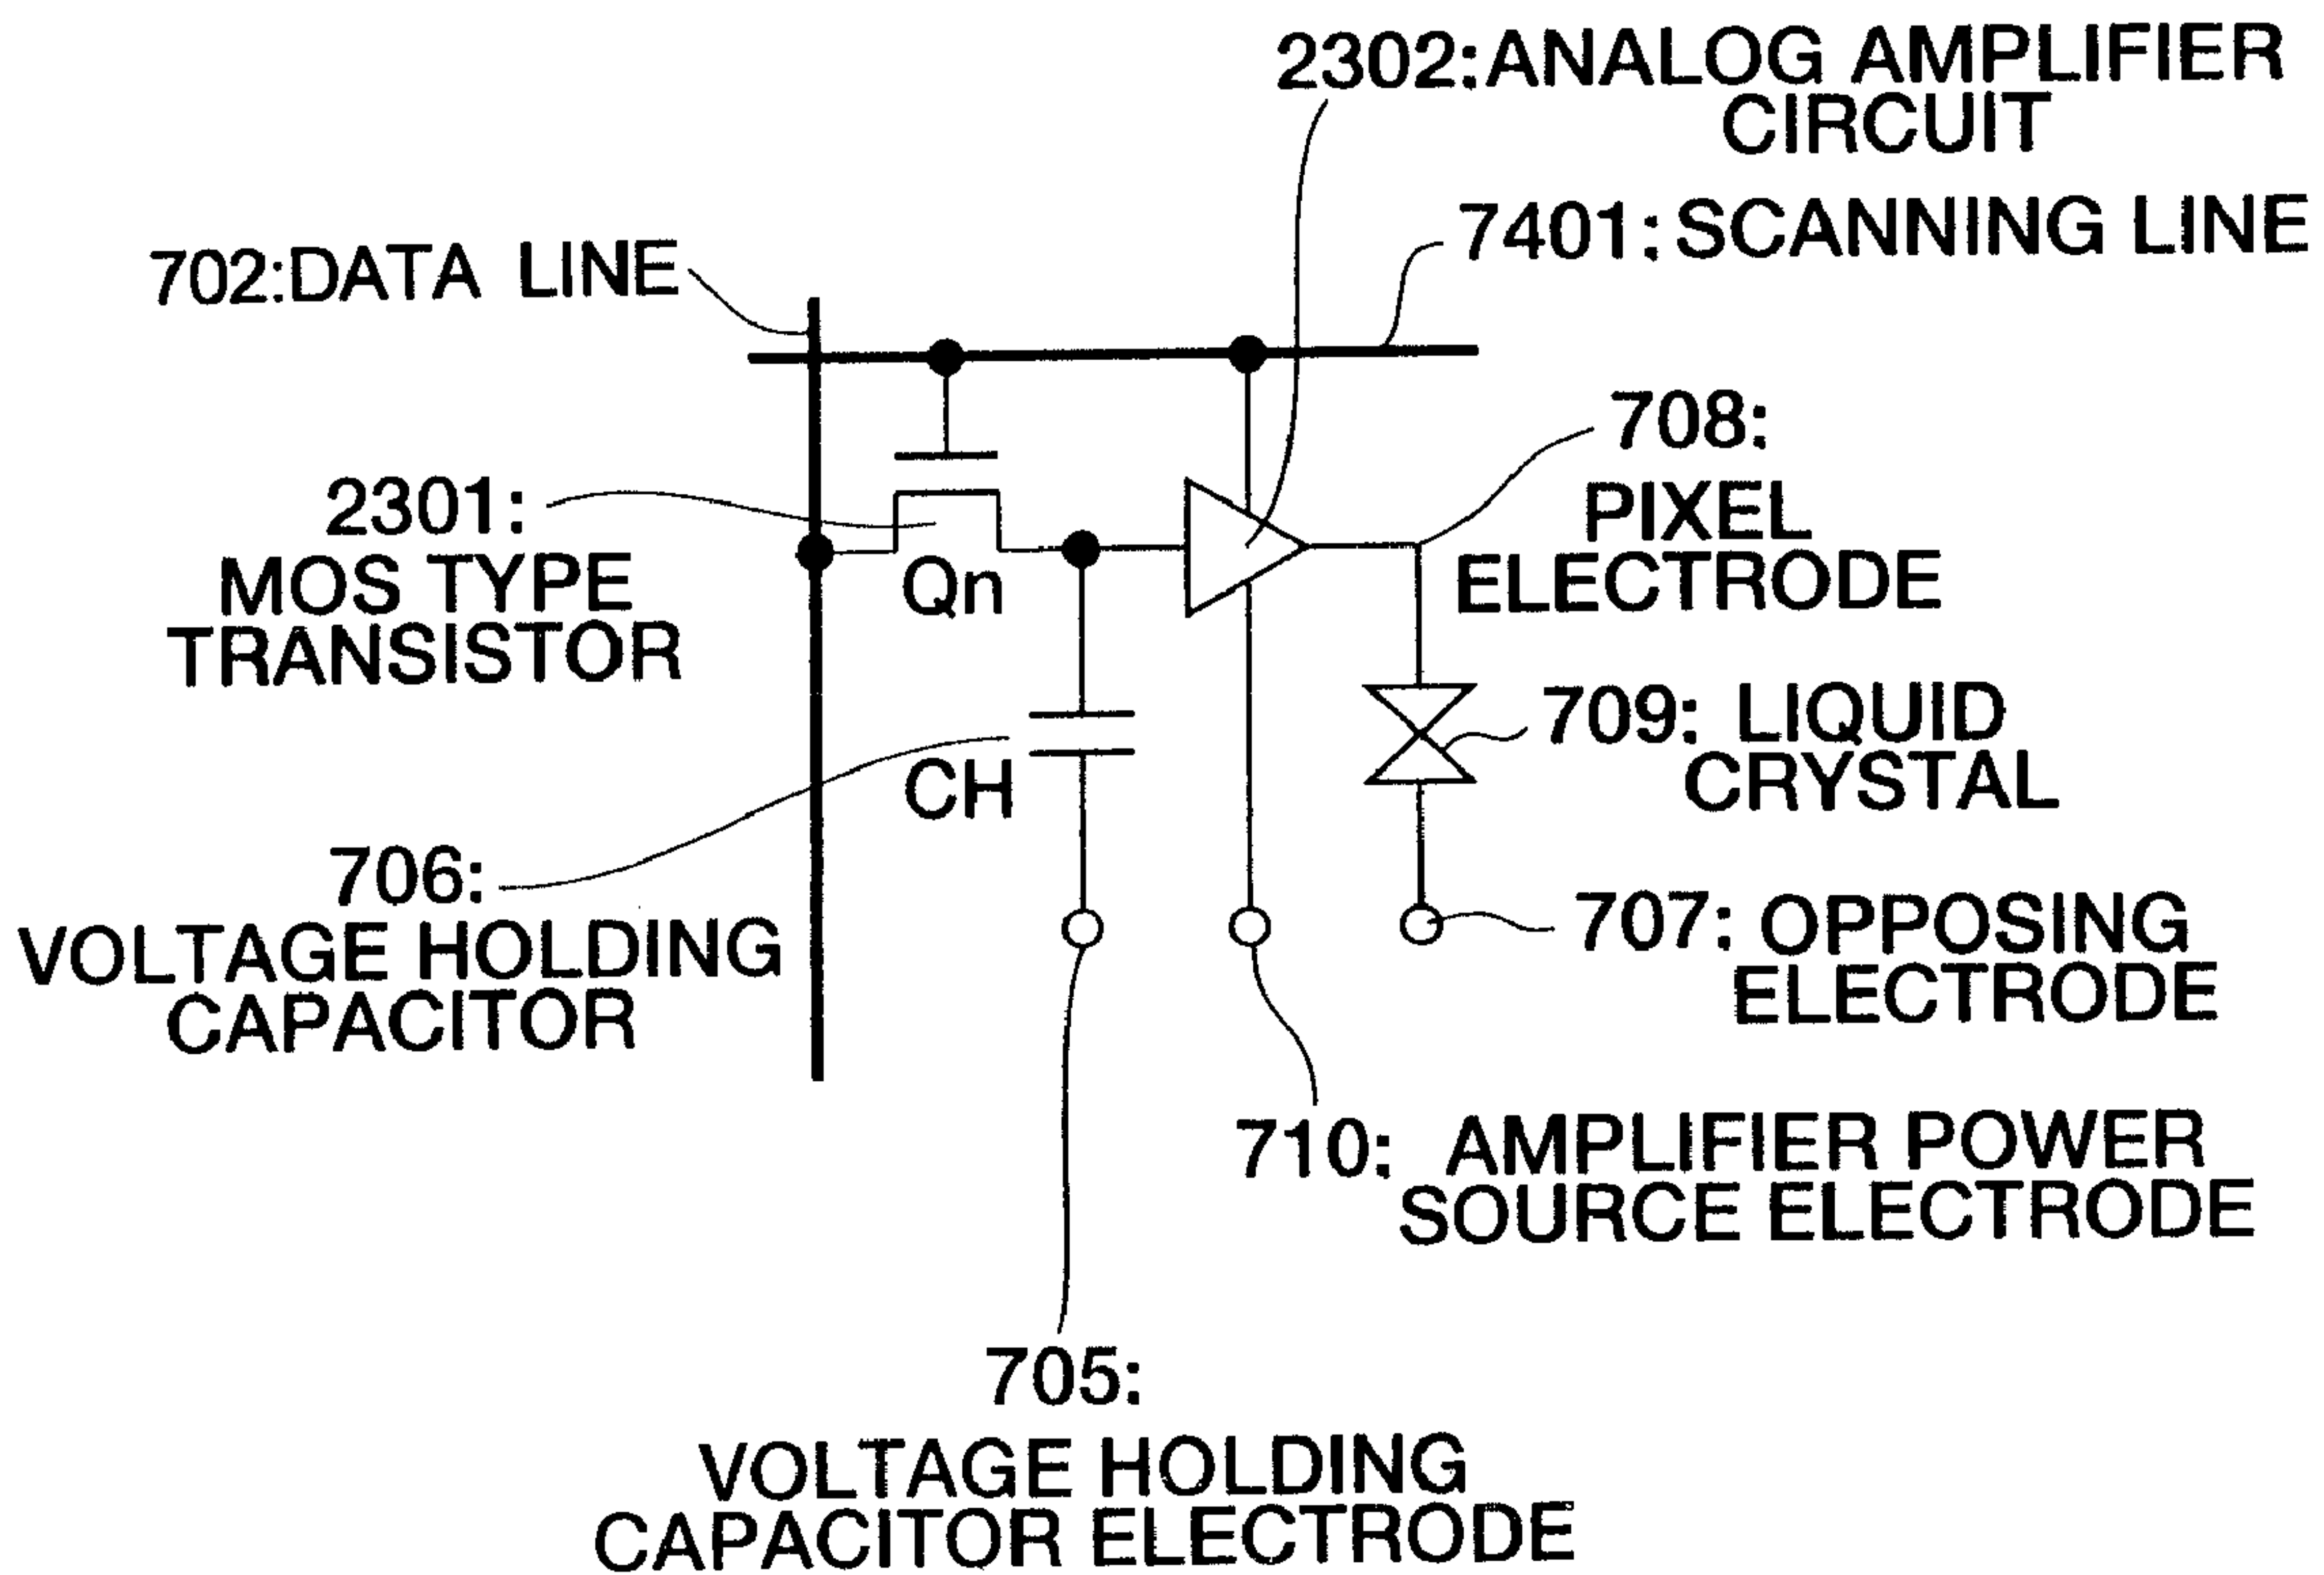 2302:ANALOG AMPLIFIER
CIRCUIT
7401:SCANNING LINE
702:DATA LINE
708:
PIXEL
ELECTRODE
2301:
MOS TYPE
TRANSISTOR
Qn
709: LIQUID
CRYSTAL
CH
706:
VOLTAGE HOLDING
CAPACITOR
707: OPPOSING
ELECTRODE
710: AMPLIFIER POWER
SOURCE ELECTRODE
705:
VOLTAGE HOLDING
CAPACITOR ELECTRODE